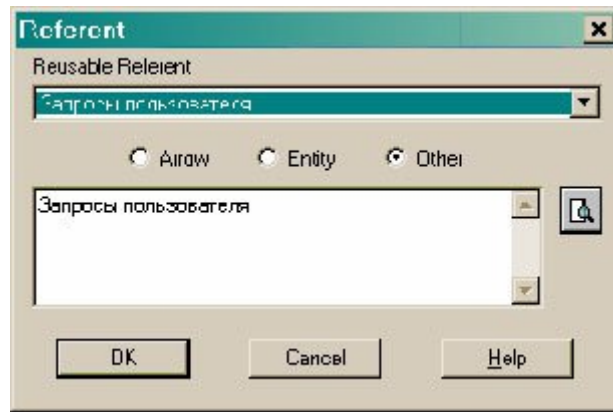 Referent
Reusable Referent
Запросы пользователя
Arrow Entity Other
Запросы пользователя
OK Cancel Help